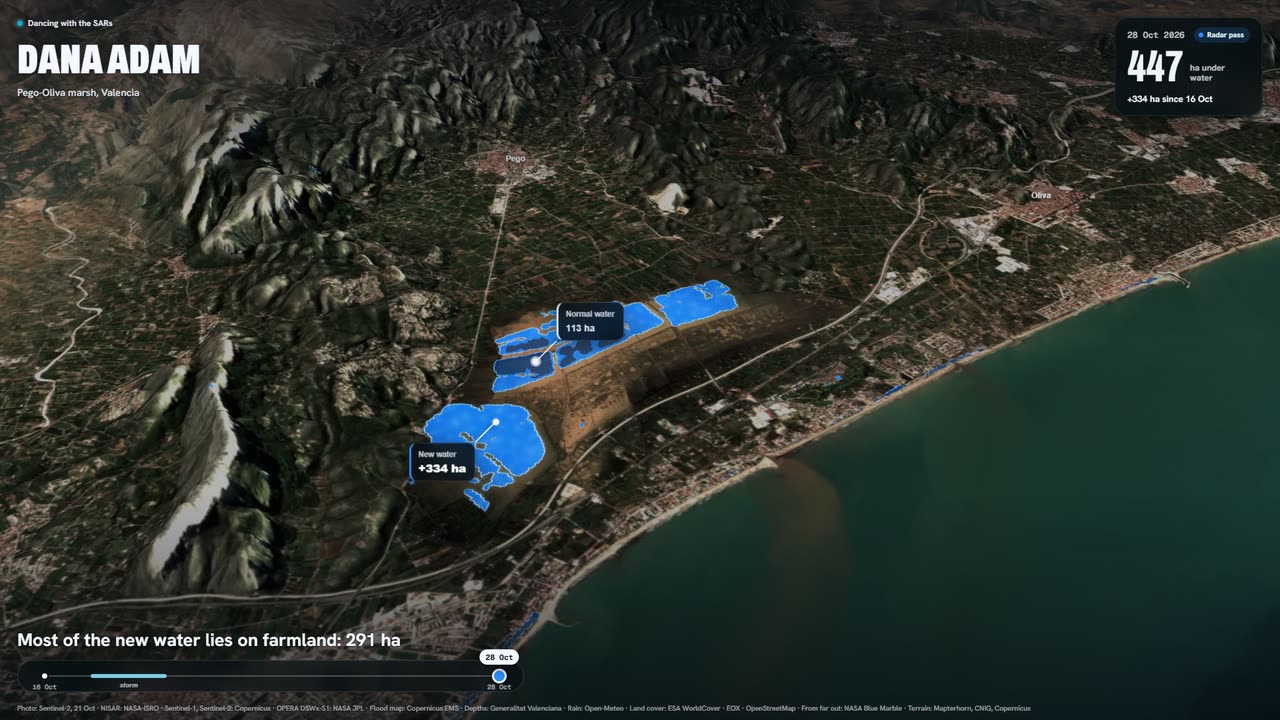 Dancing with the SARs
DANA ADAM
Pego-Oliva marsh, Valencia
28 Oct 2026
Radar pass
447 ha under water
+334 ha since 16 Oct
Pego
Oliva
Normal water
113 ha
New water
+334 ha
Most of the new water lies on farmland: 291 ha
28 Oct
16 Oct
storm
28 Oct
Photo: Sentinel-2, 21 Oct · NISAR: NASA-ISRO · Sentinel-1, Sentinel-2: Copernicus · OPERA DSWx-S1: NASA JPL · Flood map: Copernicus EMS · Depths: Generalitat Valenciana · Rain: Open-Meteo · Land cover: ESA WorldCover · EOX · OpenStreetMap · From far out: NASA Blue Marble · Terrain: Mapterhorn, CNIG, Copernicus